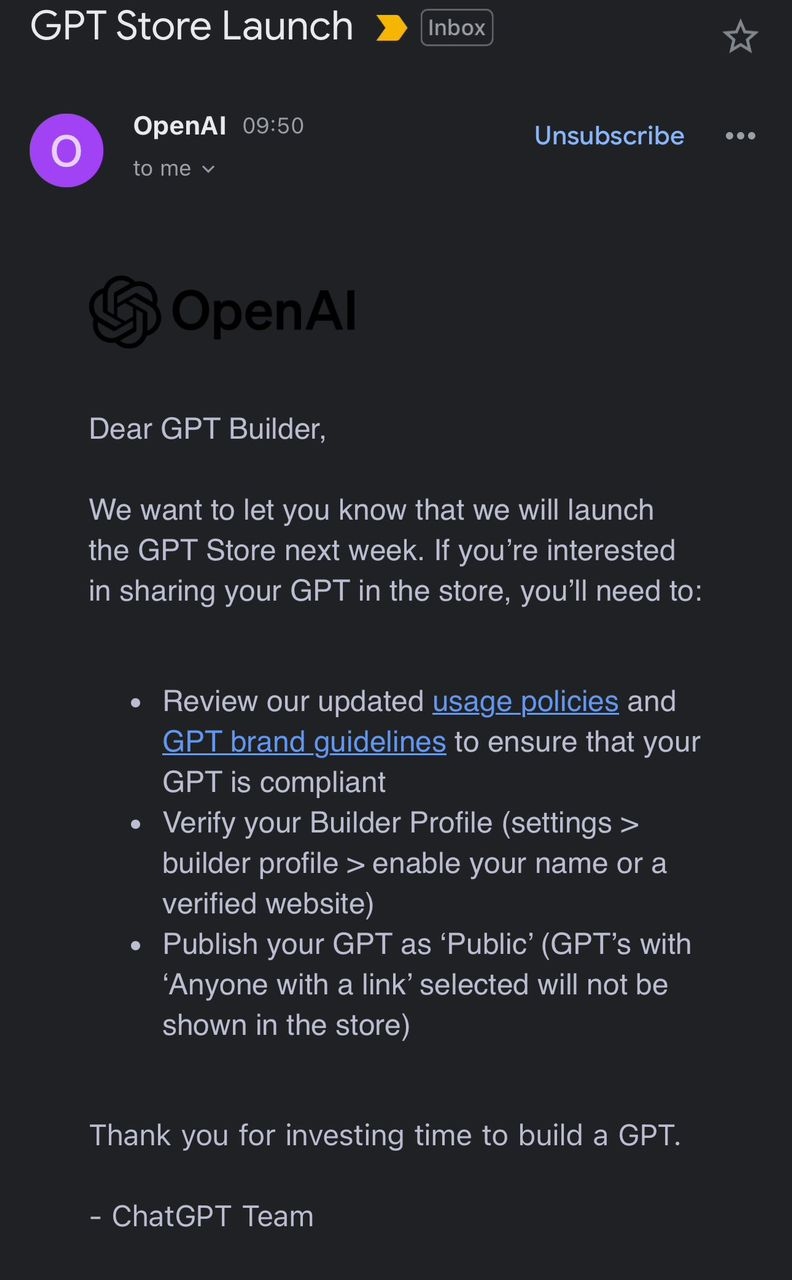 GPT Store Launch Inbox
OpenAI 09:50
Unsubscribe
to me
O
OpenAI
Dear GPT Builder,
We want to let you know that we will launch
the GPT Store next week. If you’re interested
in sharing your GPT in the store, you’ll need to:
• Review our updated usage policies and
GPT brand guidelines to ensure that your
GPT is compliant
• Verify your Builder Profile (settings >
builder profile > enable your name or a
verified website)
• Publish your GPT as ‘Public’ (GPT’s with
‘Anyone with a link’ selected will not be
shown in the store)
Thank you for investing time to build a GPT.
- ChatGPT Team